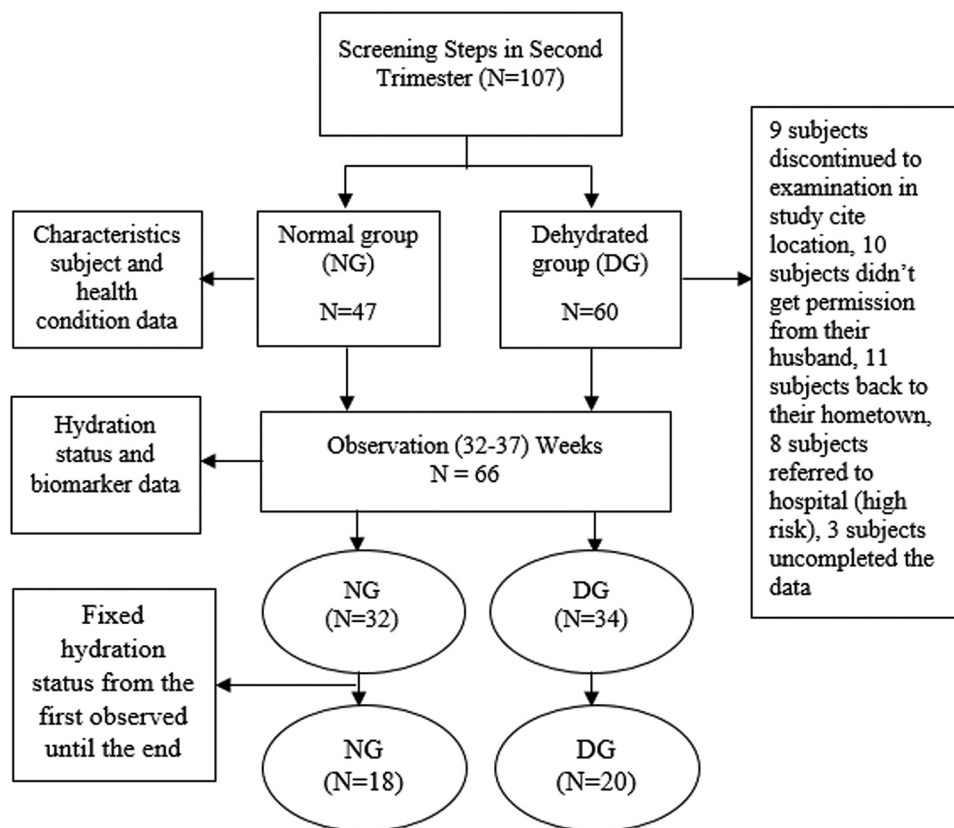 Screening Steps in Second
Trimester (N=107)
Characteristics
subject and
health
condition data
Normal group
(NG)
N=47
Dehydrated
group (DG)
N=60
9 subjects
discontinued to
examination in
study cite
location, 10
subjects didn't
get permission
from their
husband, 11
subjects back to
their hometown,
8 subjects
referred to
hospital (high
risk), 3 subjects
uncompleted the
data
Hydration
status and
biomarker data
Observation (32-37) Weeks
N = 66
NG
(N=32)
DG
(N=34)
Fixed
hydration
status from the
first observed
until the end
NG
(N=18)
DG
(N=20)